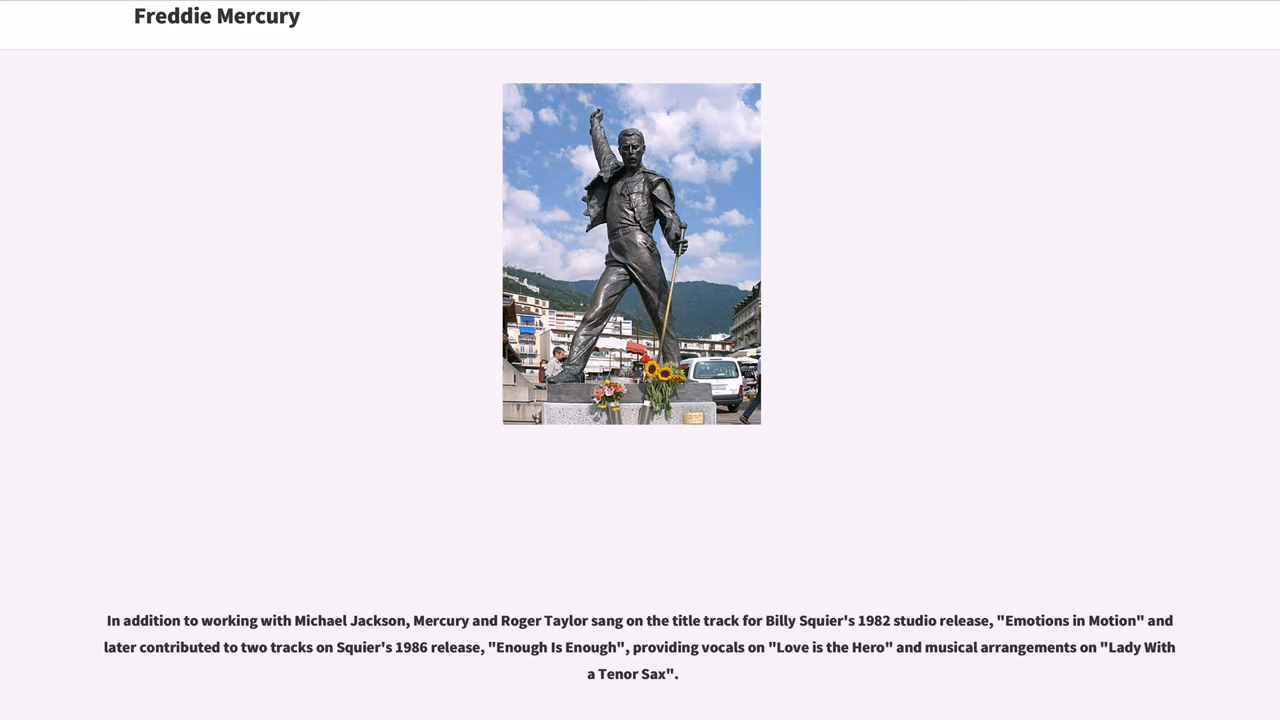 Freddie Mercury
In addition to working with Michael Jackson, Mercury and Roger Taylor sang on the title track for Billy Squier's 1982 studio release, "Emotions in Motion" and
later contributed to two tracks on Squier's 1986 release, "Enough Is Enough", providing vocals on "Love is the Hero" and musical arrangements on "Lady With
a Tenor Sax".